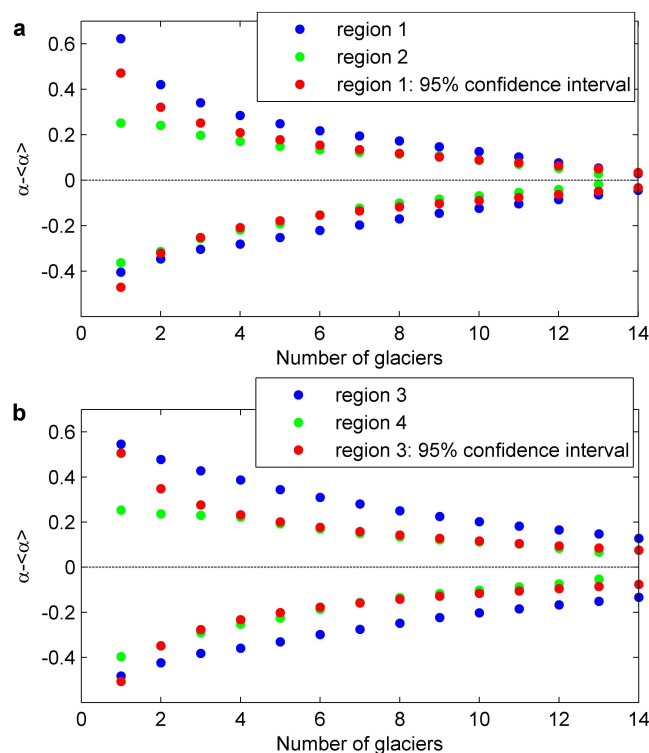 a
region 1
region 2
region 1: 95% confidence interval
0.6
0.4
0.2
0
-0.2
-0.4
α-<α>
0 2 4 6 8 10 12 14
Number of glaciers
b
region 3
region 4
region 3: 95% confidence interval
0.6
0.4
0.2
0
-0.2
-0.4
α-<α>
0 2 4 6 8 10 12 14
Number of glaciers